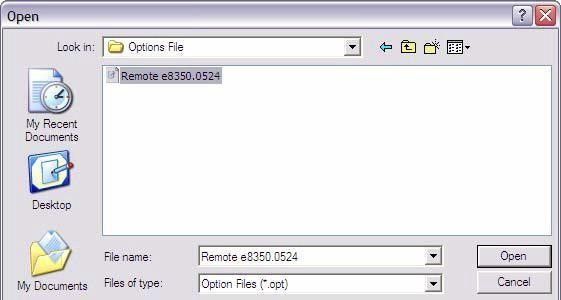 Open
Look in: Options File
Remote e8350.0524
My Recent
Documents
Desktop
My Documents
File name: Remote e8350.0524 Open
Files of type: Option Files (*.opt) Cancel